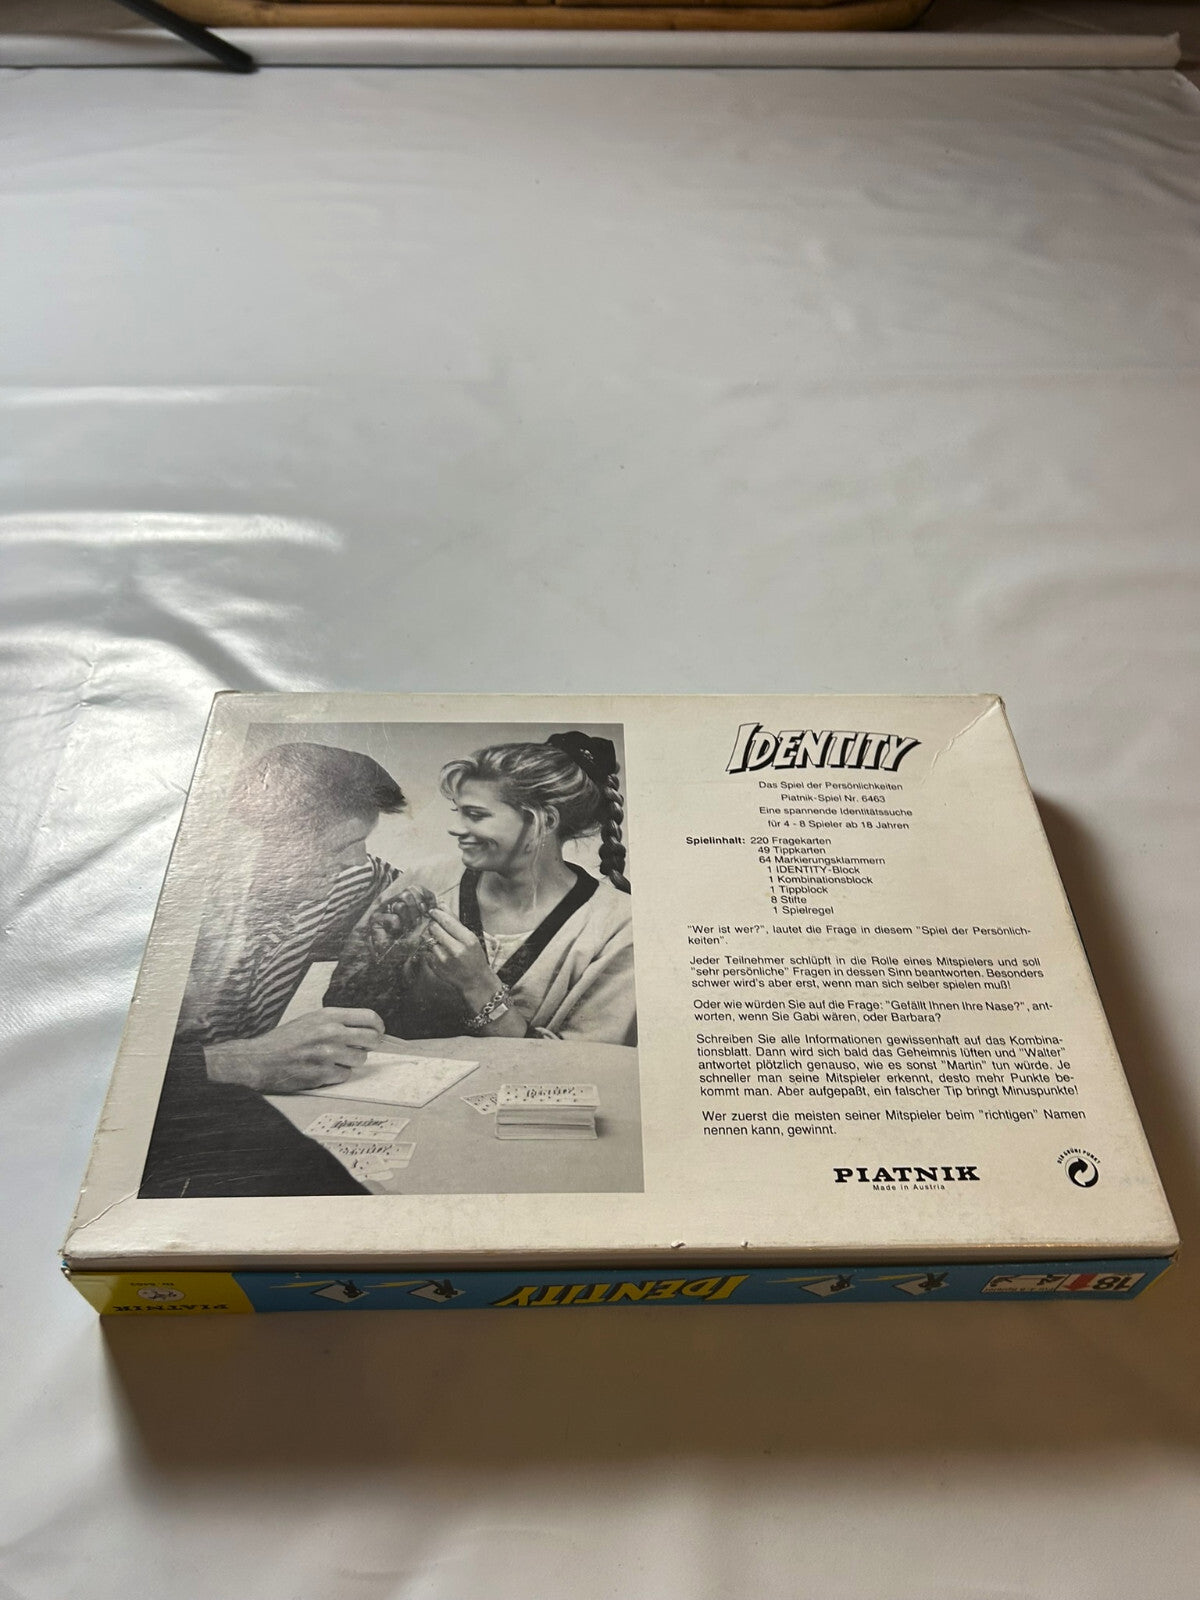 IDENTITY
Das Spiel der Persönlichkeiten
Piatnik-Spiel Nr. 6463
Eine spannende Identitätssuche
für 4 - 8 Spieler ab 18 Jahren
Spielinhalt: 220 Fragekarten
49 Tippkarten
64 Markierungsklammern
1 IDENTITY-Block
1 Kombinationsblock
1 Tippblock
8 Stifte
1 Spielregel
"Wer ist wer?", lautet die Frage in diesem "Spiel der Persönlich-
keiten".
Jeder Teilnehmer schlüpft in die Rolle eines Mitspielers und soll
"sehr persönliche" Fragen in dessen Sinn beantworten. Besonders
schwer wird's aber erst, wenn man sich selber spielen muß!
Oder wie würden Sie auf die Frage: "Gefällt Ihnen Ihre Nase?", ant-
worten, wenn Sie Gabi wären, oder Barbara?
Schreiben Sie alle Informationen gewissenhaft auf das Kombina-
tionsblatt. Dann wird sich bald das Geheimnis lüften und "Walter"
antwortet plötzlich genauso, wie es sonst "Martin" tun würde. Je
schneller man seine Mitspieler erkennt, desto mehr Punkte be-
kommt man. Aber aufgepaßt, ein falscher Tip bringt Minuspunkte!
Wer zuerst die meisten seiner Mitspieler beim "richtigen" Namen
nennen kann, gewinnt.
PIATNIK
Made in Austria
DER GRÜNE PUNKT
PIATNIK
IDENTITY
18